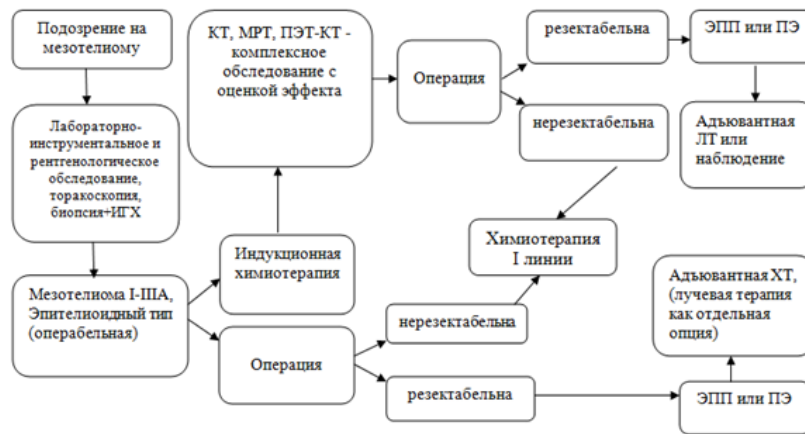 Подозрение на
мезотелиому
Лабораторно-
инструментальное и
рентгенологическое
обследование,
торакоскопия,
биопсия+ИГХ
Мезотелиома I-IIIA,
Эпителиоидный тип
(операбельная)
КТ, МРТ, ПЭТ-КТ -
комплексное
обследование с
оценкой эффекта
Индукционная
химиотерапия
Операция
Операция
резектабельна
нерезектабельна
ЭПП или ПЭ
Адъювантная
ЛТ или
наблюдение
Химиотерапия
I линии
нерезектабельна
резектабельна
Адъювантная ХТ,
(лучевая терапия
как отдельная
опция)
ЭПП или ПЭ